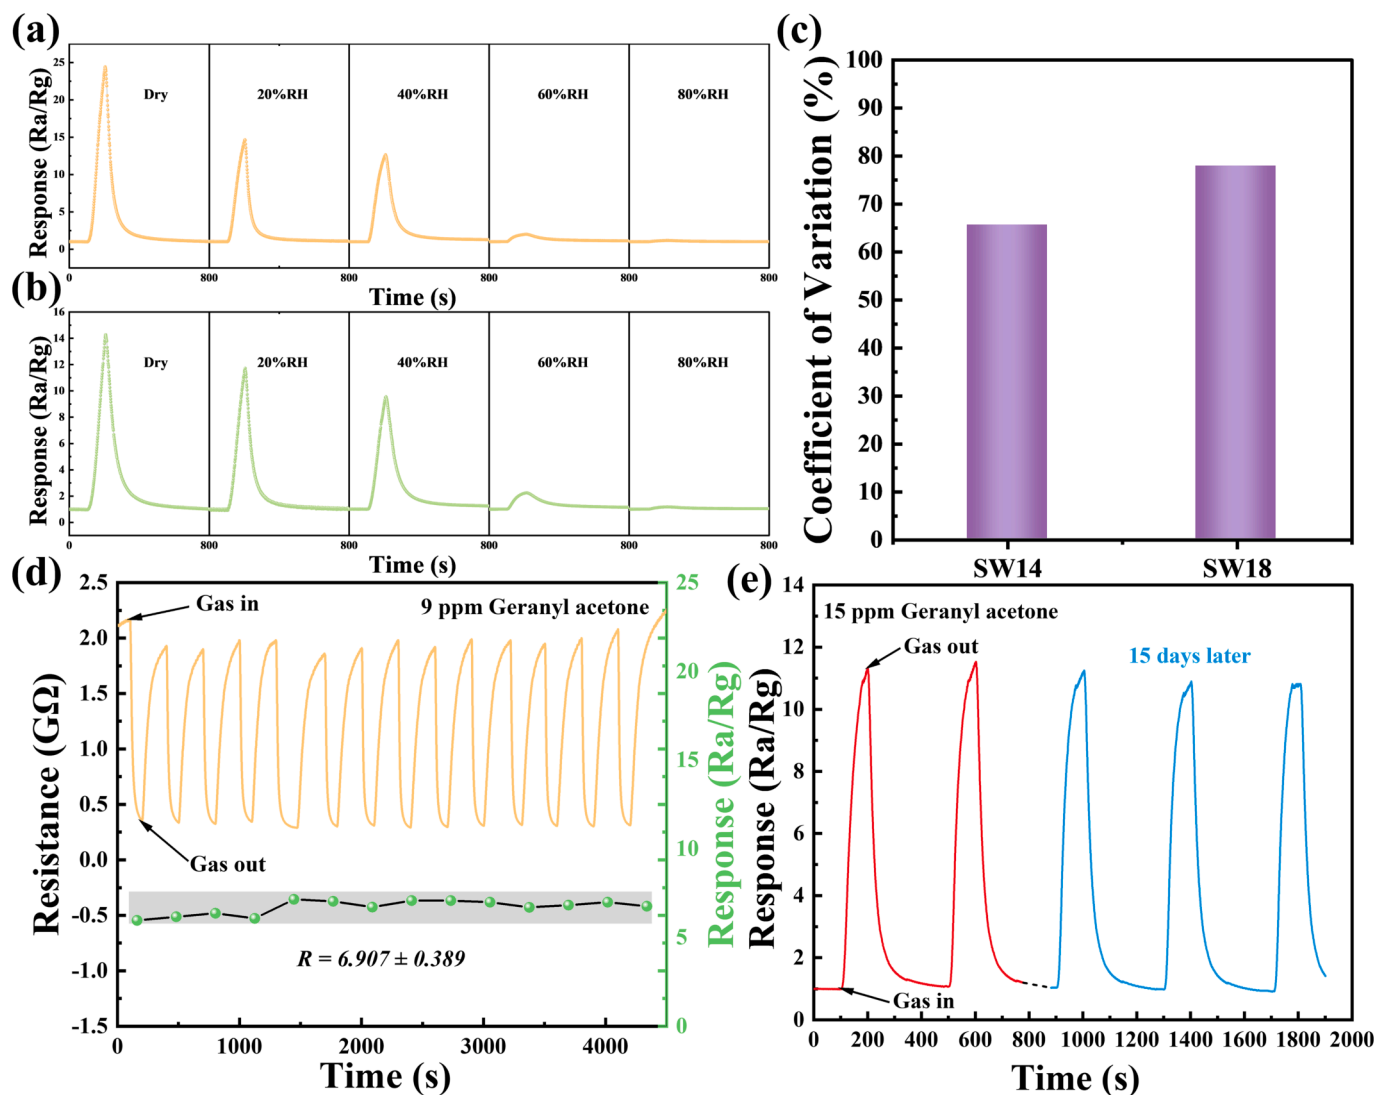 (a)
Response (Ra/Rg)
25
20
15
10
5
0
Dry
20%RH
40%RH
60%RH
80%RH
0
800
800
800
800
800
Time (s)
(b)
Response (Ra/Rg)
16
14
12
10
8
6
4
2
0
Dry
20%RH
40%RH
60%RH
80%RH
0
800
800
800
800
800
Time (s)
(c)
Coefficient of Variation (%)
100
90
80
70
60
50
40
30
20
10
0
SW14
SW18
(d)
Resistance (GΩ)
2.5
2.0
1.5
1.0
0.5
0.0
-0.5
-1.0
-1.5
Gas in
9 ppm Geranyl acetone
Gas out
R = 6.907 ± 0.389
25
20
15
10
5
0
Response (Ra/Rg)
0
1000
2000
3000
4000
Time (s)
(e)
Response (Ra/Rg)
14
12
10
8
6
4
2
0
15 ppm Geranyl acetone
Gas out
15 days later
Gas in
0
200
400
600
800
1000
1200
1400
1600
1800
2000
Time (s)